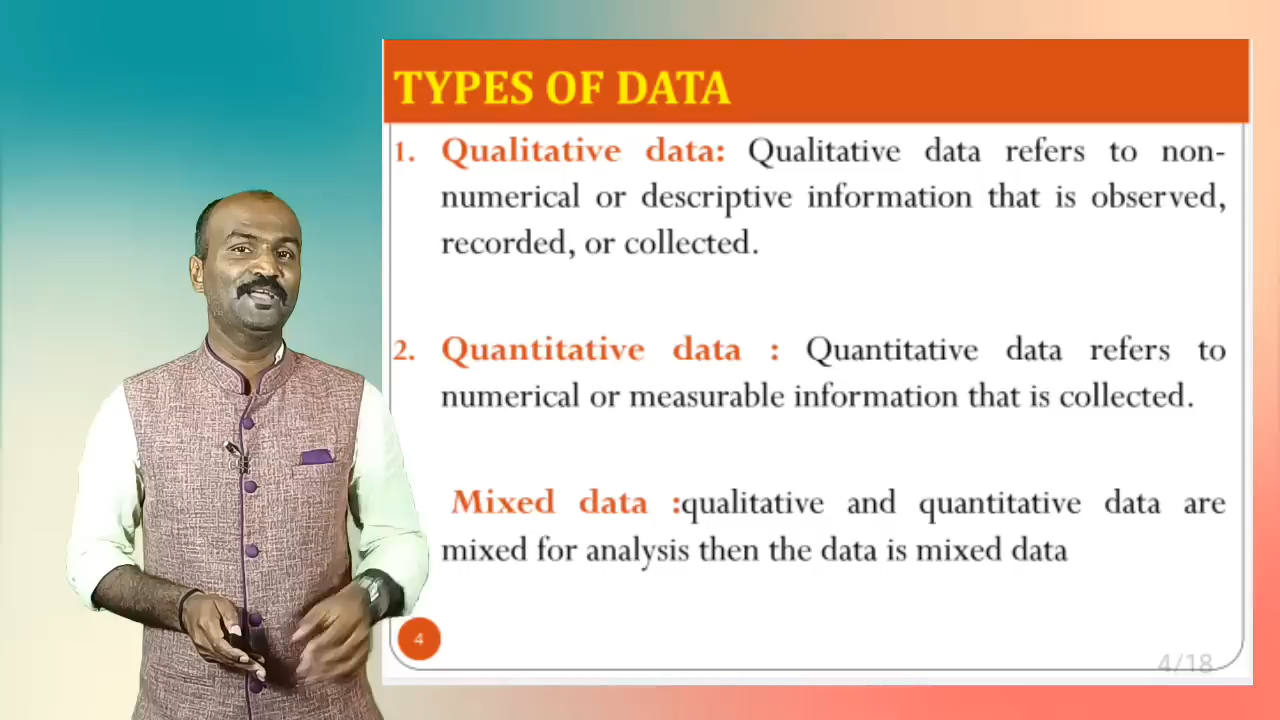 TYPES OF DATA
1. Qualitative data: Qualitative data refers to non-
numerical or descriptive information that is observed,
recorded, or collected.
2. Quantitative data : Quantitative data refers to
numerical or measurable information that is collected.
Mixed data :qualitative and quantitative data are
mixed for analysis then the data is mixed data
4
4/18